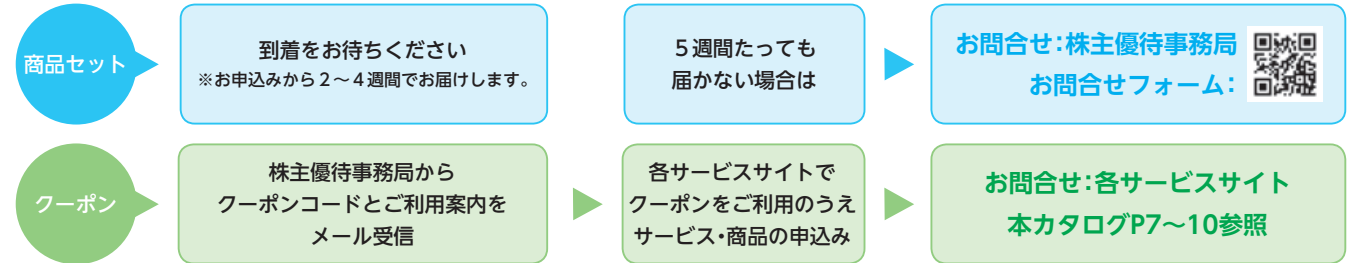 商品セット
到着をお待ちください
※お申込みから2〜4週間でお届けします。
5週間たっても
届かない場合は
お問合せ:株主優待事務局
お問合せフォーム:
クーポン
株主優待事務局から
クーポンコードとご利用案内を
メール受信
各サービスサイトで
クーポンをご利用のうえ
サービス・商品の申込み
お問合せ:各サービスサイト
本カタログP7〜10参照